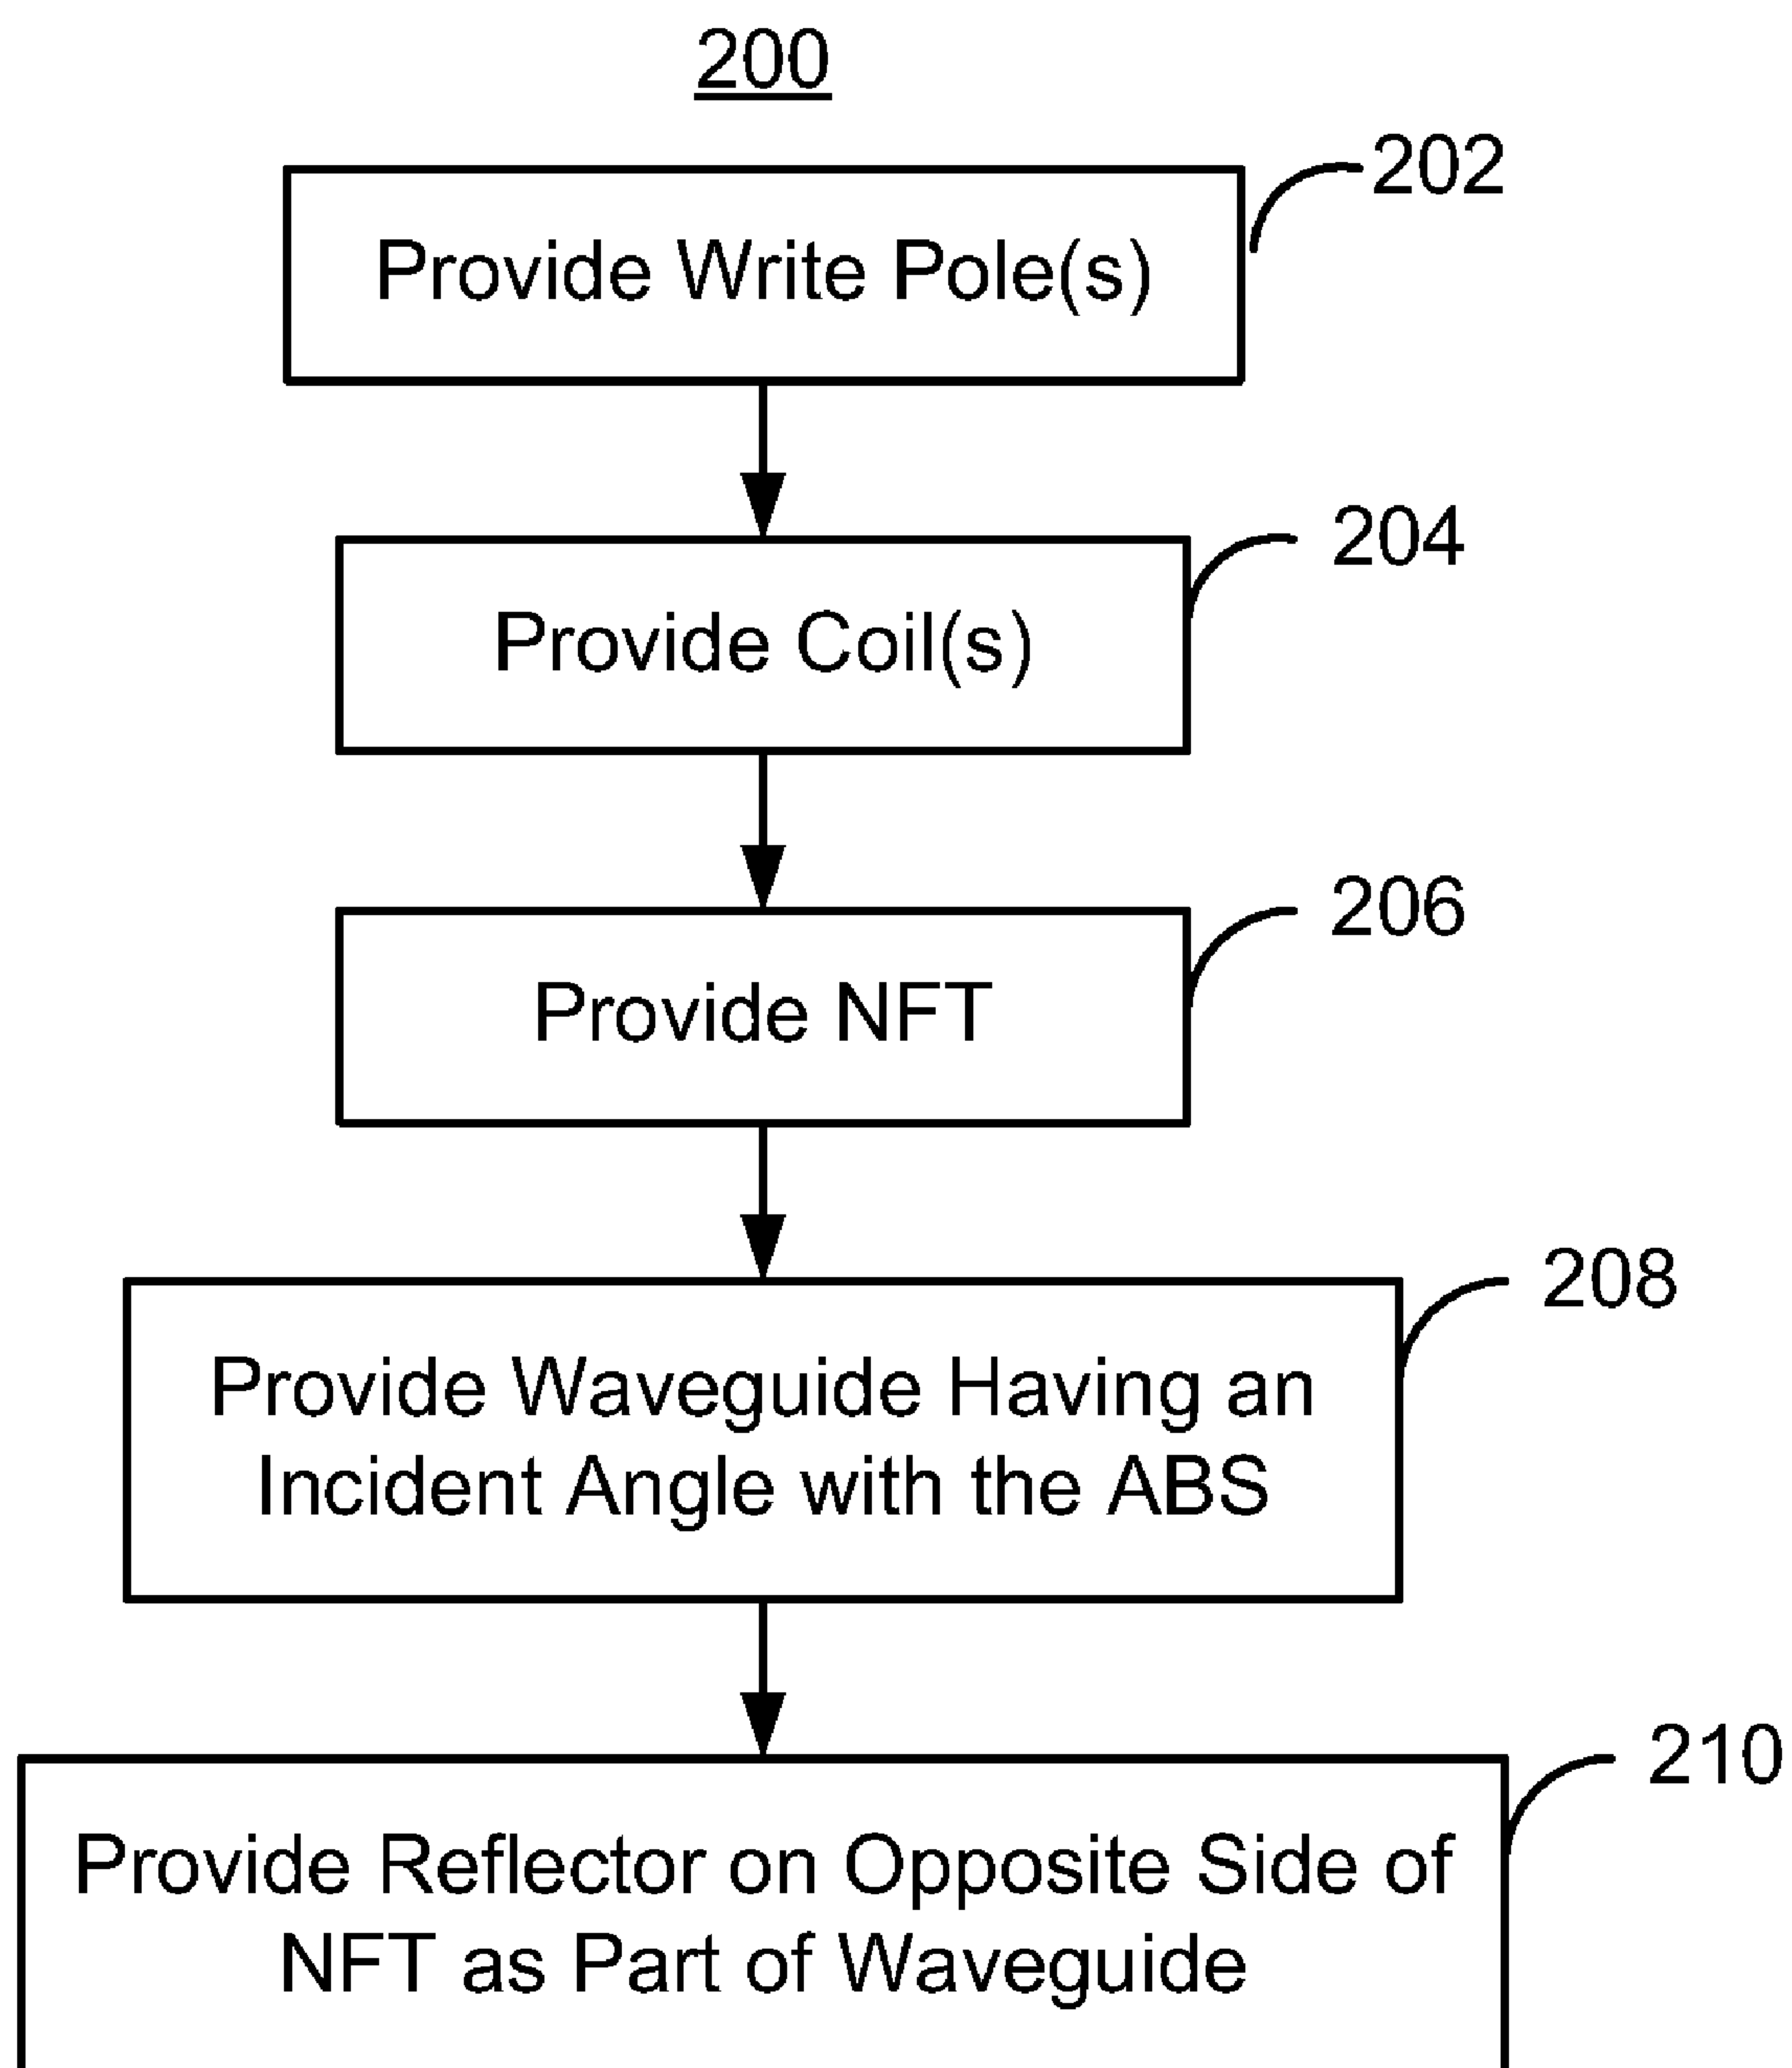 200
202
Provide Write Pole(s)
204
Provide Coil(s)
206
Provide NFT
208
Provide Waveguide Having an
Incident Angle with the ABS
210
Provide Reflector on Opposite Side of
NFT as Part of Waveguide